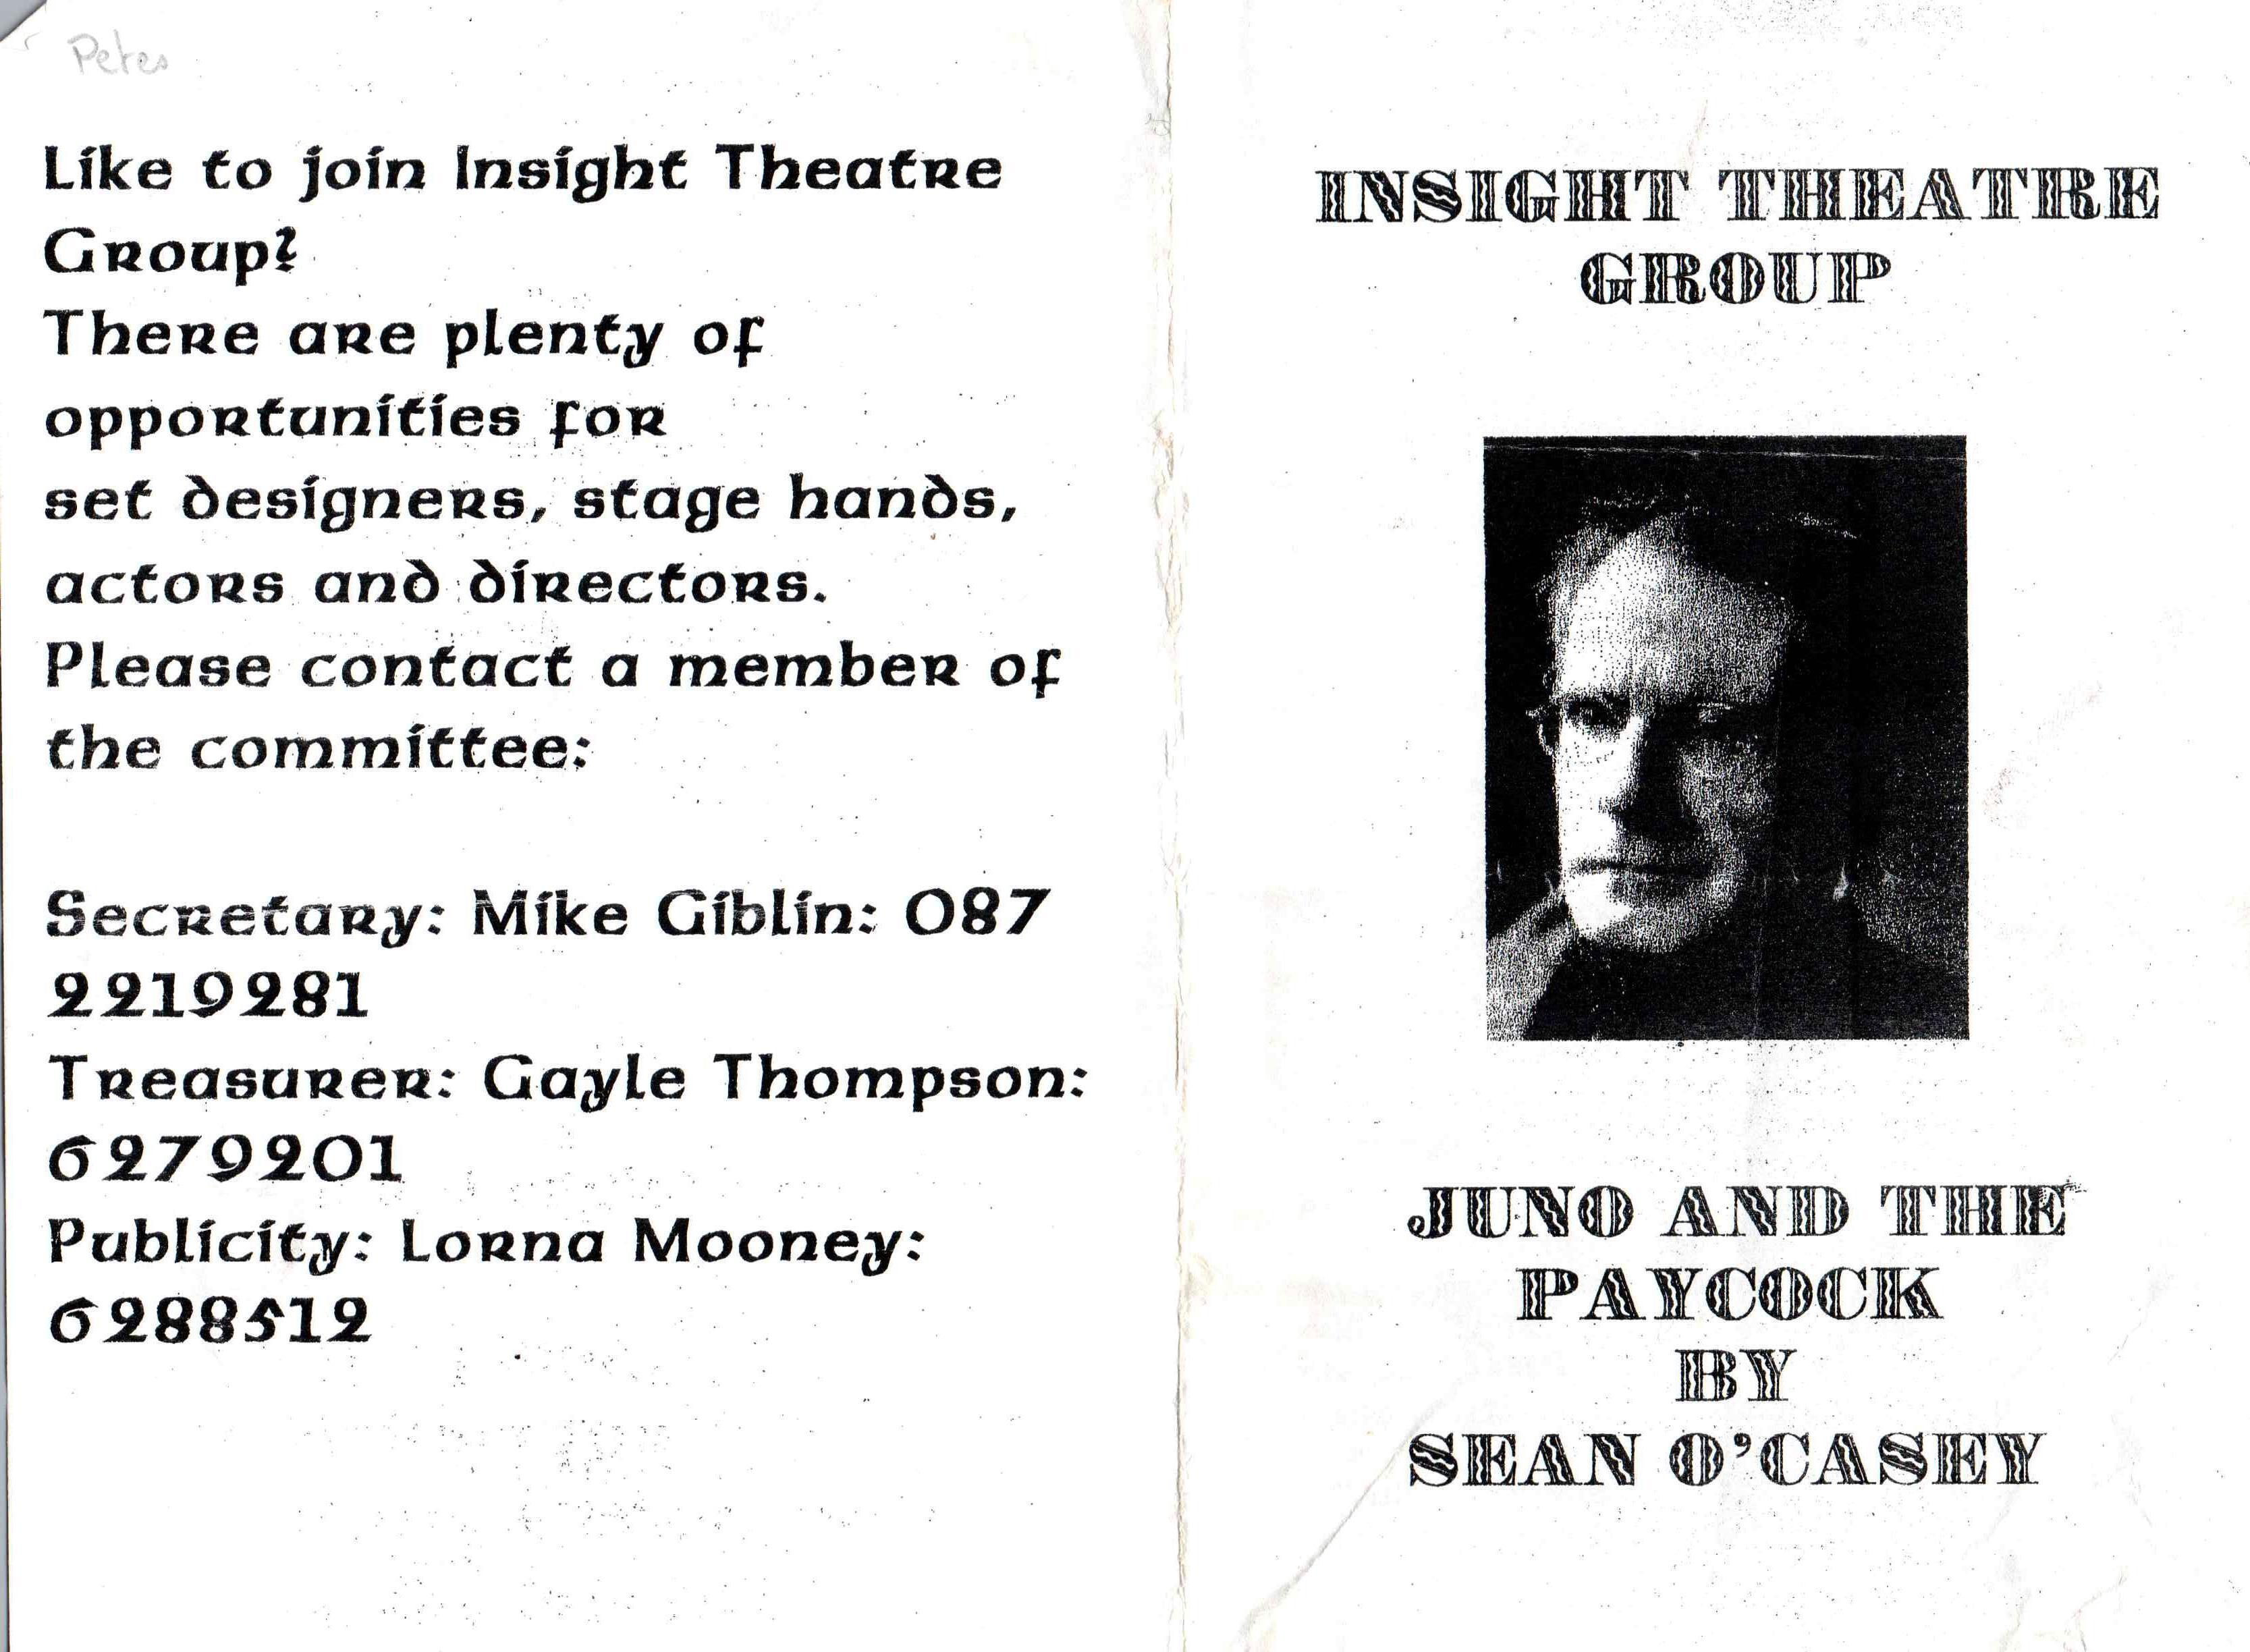 Petes
Like to join Insight Theatre
Group?
There are plenty of
opportunities for
set designers, stage hands,
actors and directors.
Please contact a member of
the committee:
Secretary: Mike Giblin: 087
2219281
Treasurer: Gayle Thompson:
6279201
Publicity: Lorna Mooney:
6288512
INSIGHT THEATRE
GROUP
JUNO AND THE
PAYCOCK
BY
SEAN O'CASEY